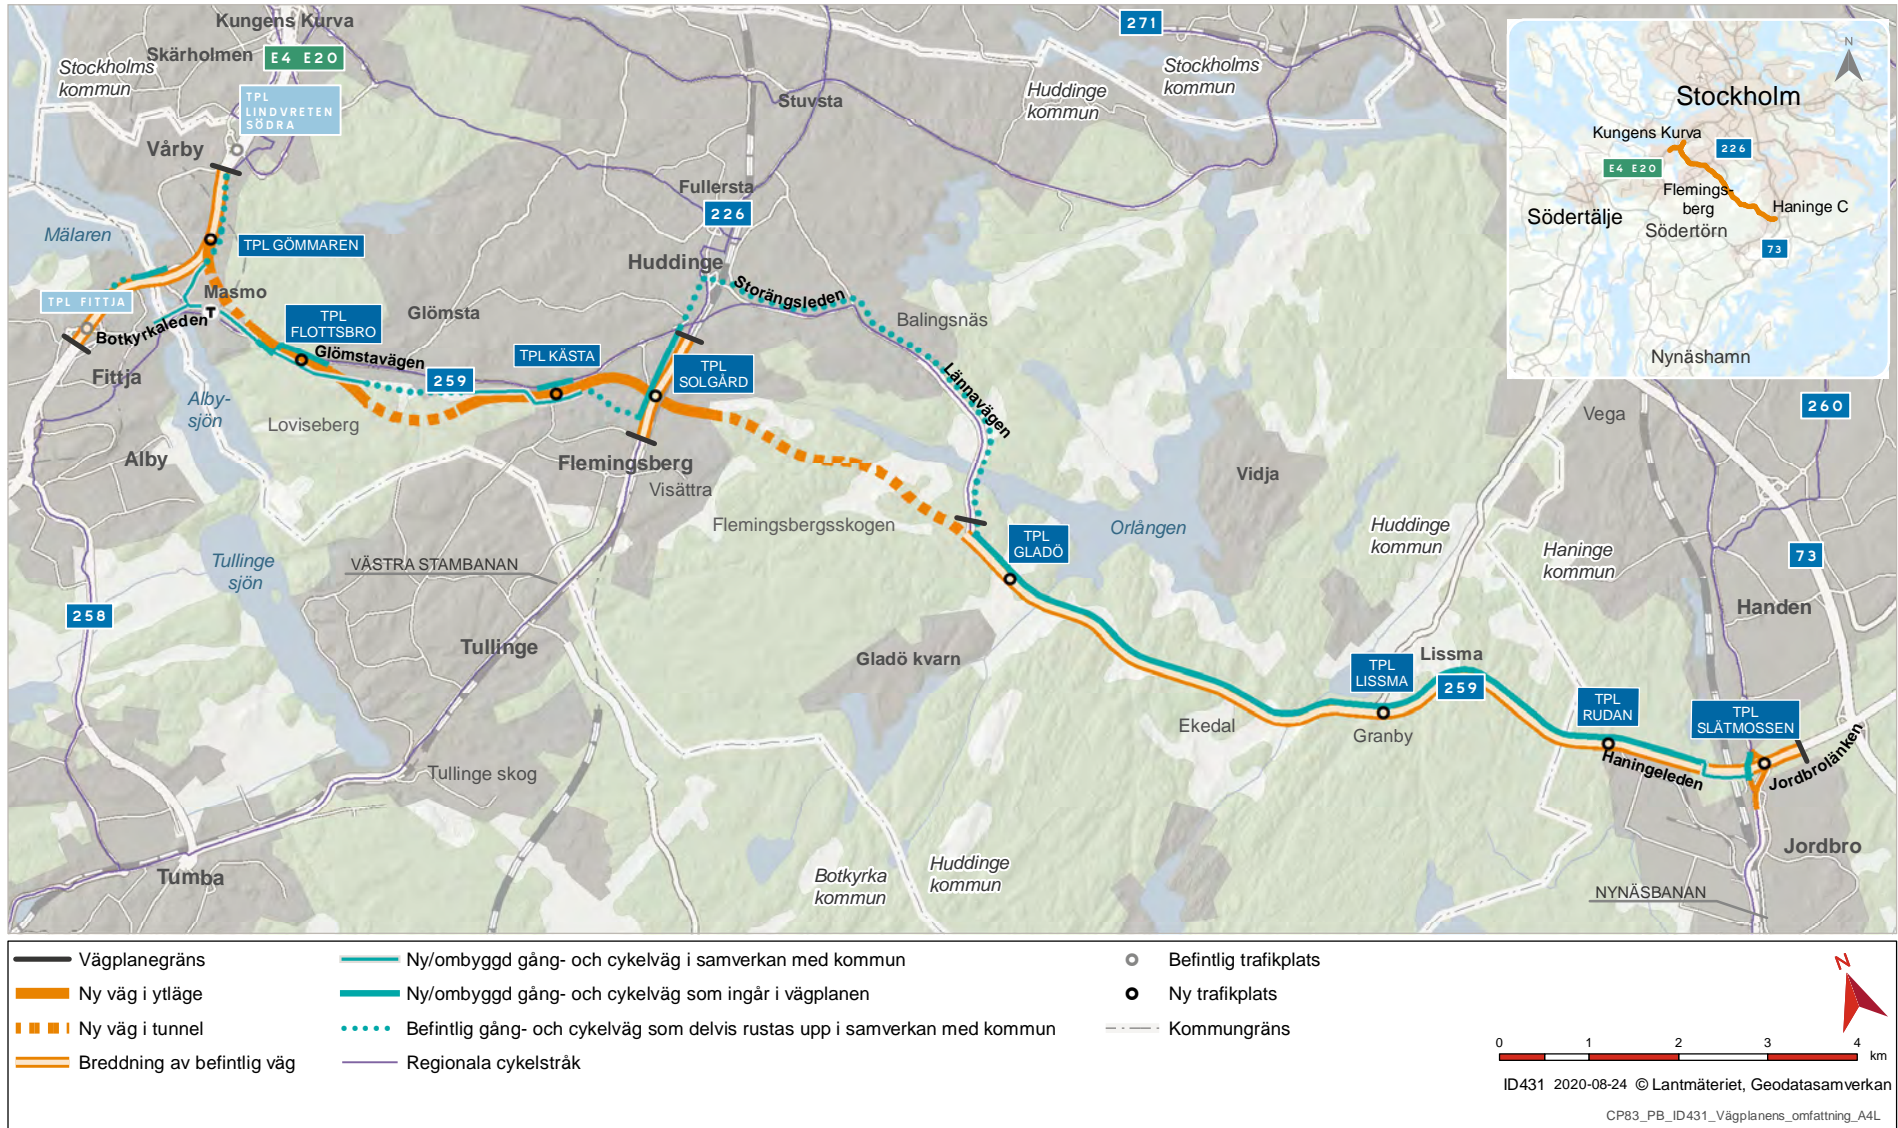 Kungens Kurva
Skärholmen
E4 E20
Stockholms
kommun
TPL
LINDVRETEN
SÖDRA
Vårby
271
Stockholms
kommun
Huddinge
kommun
Stuvsta
Fullersta
226
Mälaren
TPL GÖMMAREN
Huddinge
Storängsleden
TPL FITTJA
Masmo
T
Botkyrkaleden
TPL
FLOTTSBRO
Glömsta
Glömstavägen
Balingsnäs
TPL KÄSTA
TPL
SOLGÅRD
259
Fittja
Alby-
sjön
Loviseberg
Lännavägen
Alby
Flemingsberg
Visättra
Vidja
Flemingsbergsskogen
Orlången
TPL
GLADÖ
Huddinge
kommun
Haninge
kommun
Vega
260
73
Tullinge
sjön
VÄSTRA STAMBANAN
258
Handen
Tullinge
Gladö kvarn
Lissma
TPL
LISSMA
259
TPL
RUDAN
TPL
SLÄTMOSSEN
Ekedal
Granby
Haningeleden
Jordbrolänken
Tullinge skog
Tumba
Botkyrka
kommun
Huddinge
kommun
Jordbro
NYNÄSBANAN
N
Stockholm
Kungens Kurva
226
E4 E20
Flemings-
berg
Haninge C
Södertälje
Södertörn
73
Nynäshamn
Vägplanegräns
Ny väg i ytläge
Ny väg i tunnel
Breddning av befintlig väg
Ny/ombyggd gång- och cykelväg i samverkan med kommun
Ny/ombyggd gång- och cykelväg som ingår i vägplanen
Befintlig gång- och cykelväg som delvis rustas upp i samverkan med kommun
Regionala cykelstråk
Befintlig trafikplats
Ny trafikplats
Kommungräns
N
0 1 2 3 4
km
ID431 2020-08-24 © Lantmäteriet, Geodatasamverkan
CP83_PB_ID431_Vägplanens_omfattning_A4L